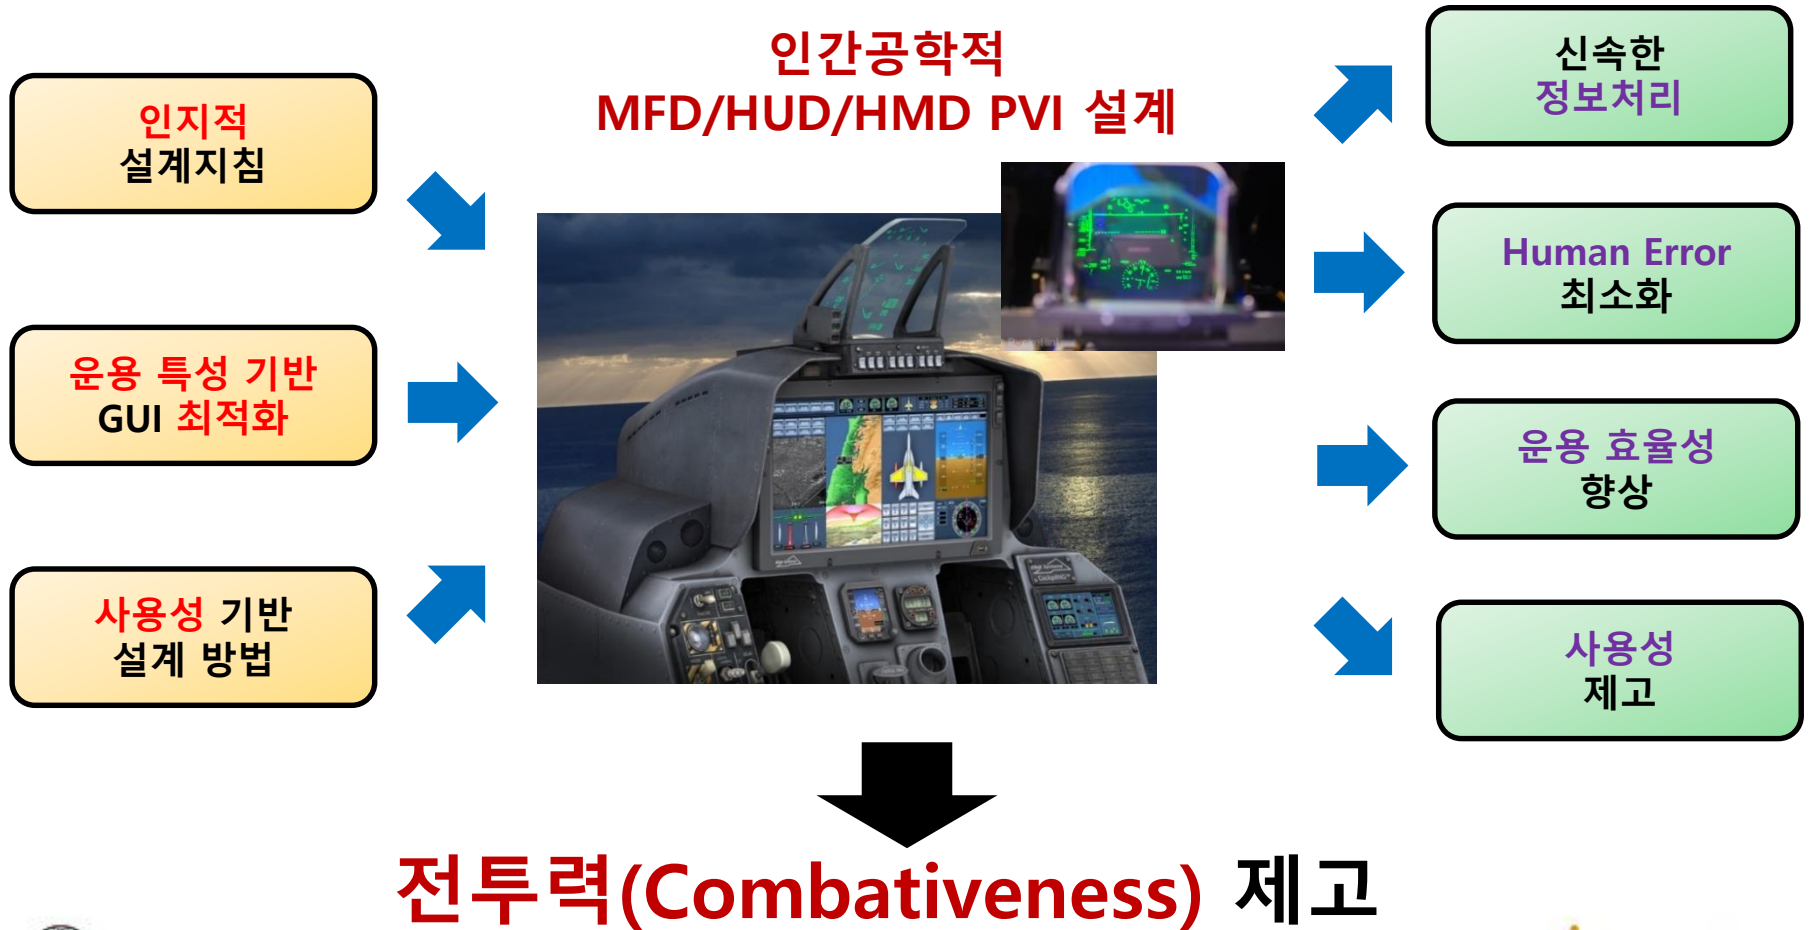 인간공학적
MFD/HUD/HMD PVI 설계
인지적
설계지침
운용 특성 기반
GUI 최적화
사용성 기반
설계 방법
신속한
정보처리
Human Error
최소화
운용 효율성
향상
사용성
제고
전투력(Combativeness) 제고